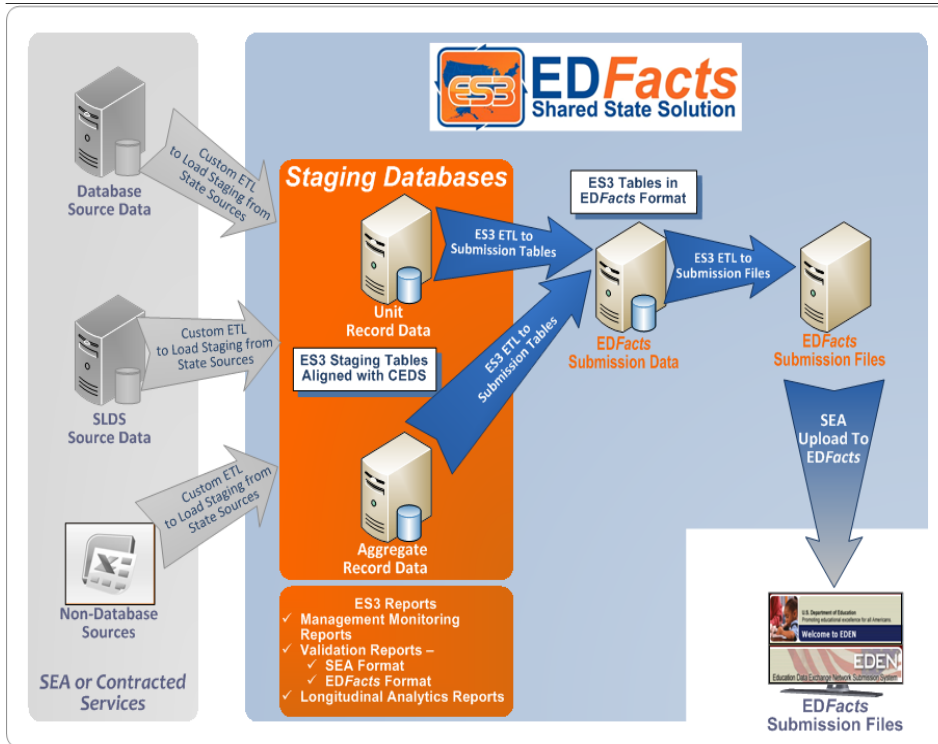 ES3
EDFacts
Shared State Solution
Database
Source Data
Custom ETL
to Load Staging from
State Sources
SLDS
Source Data
Custom ETL
to Load Staging from
State Sources
Non-Database
Sources
Custom ETL
to Load Staging from
State Sources
SEA or Contracted
Services
Staging Databases
Unit
Record Data
ES3 Staging Tables
Aligned with CEDS
Aggregate
Record Data
ES3 ETL to
Submission Tables
ES3 ETL to
Submission Tables
ES3 Tables in
EDFacts Format
EDFacts
Submission Data
ES3 ETL to
Submission Files
EDFacts
Submission Files
SEA
Upload To
EDFacts
ES3 Reports
✓ Management Monitoring
Reports
✓ Validation Reports –
✓ SEA Format
✓ EDFacts Format
✓ Longitudinal Analytics Reports
U.S. Department of Education
Promoting educational excellence for all Americans.
Welcome to EDEN
EDEN
Education Data Exchange Network Submission System
EDFacts
Submission Files